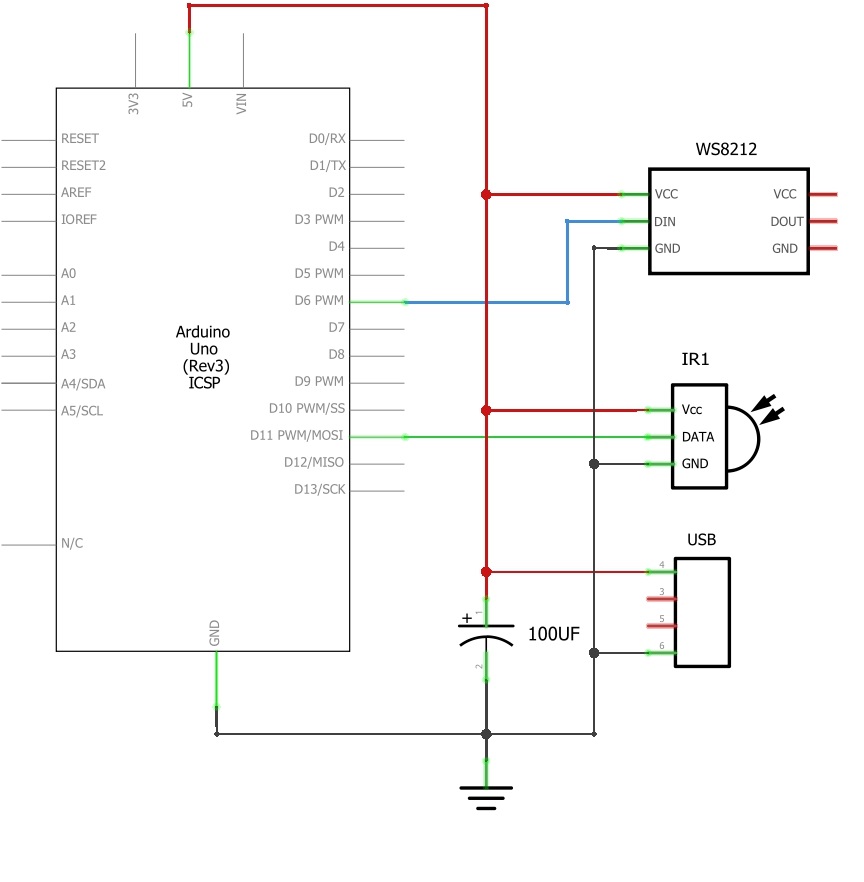 3V3
5V
VIN
RESET
RESET2
AREF
IOREF
A0
A1
A2
A3
A4/SDA
A5/SCL
N/C
Arduino
Uno
(Rev3)
ICSP
D0/RX
D1/TX
D2
D3 PWM
D4
D5 PWM
D6 PWM
D7
D8
D9 PWM
D10 PWM/SS
D11 PWM/MOSI
D12/MISO
D13/SCK
GND
WS8212
VCC
DIN
GND
VCC
DOUT
GND
IR1
Vcc
DATA
GND
USB
4
3
5
6
+
1
100UF
2